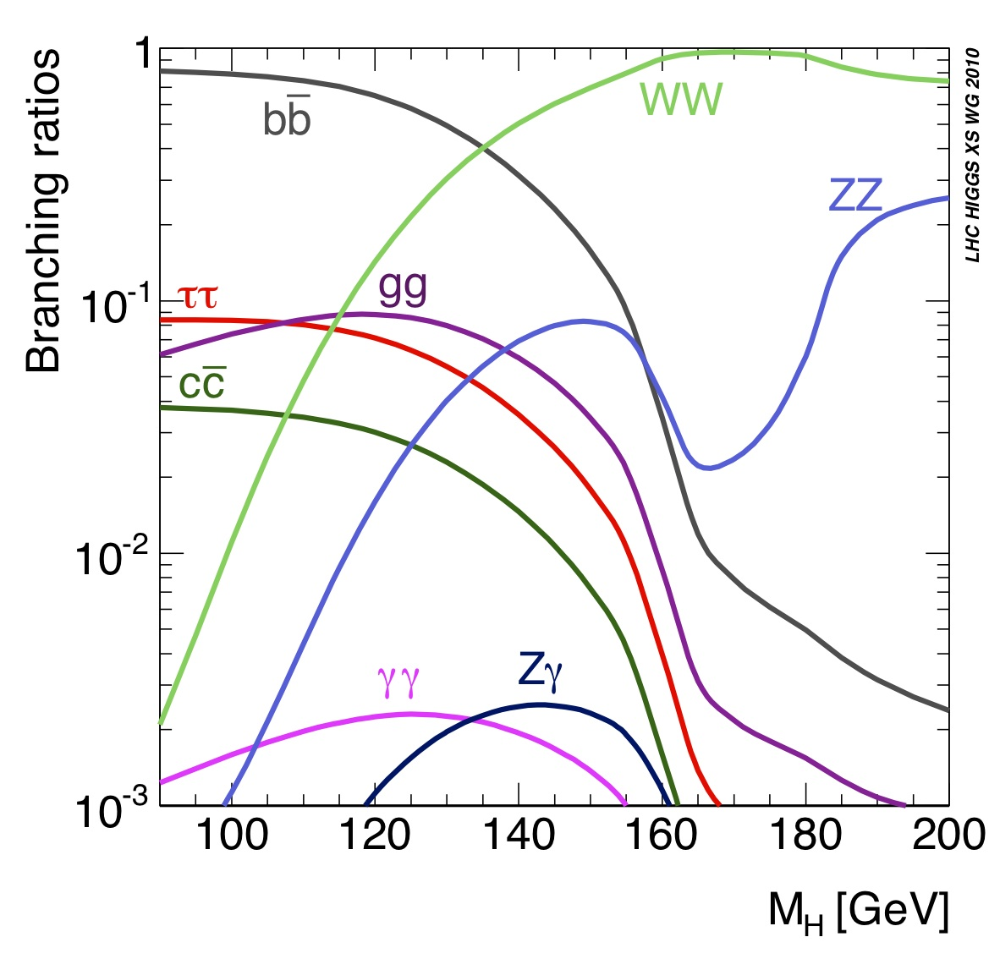 Branching ratios
1
10⁻¹
10⁻²
10⁻³
bb̅
WW
ZZ
ττ
gg
cc̅
γγ
Zγ
100 120 140 160 180 200
M_H [GeV]
LHC HIGGS XS WG 2010